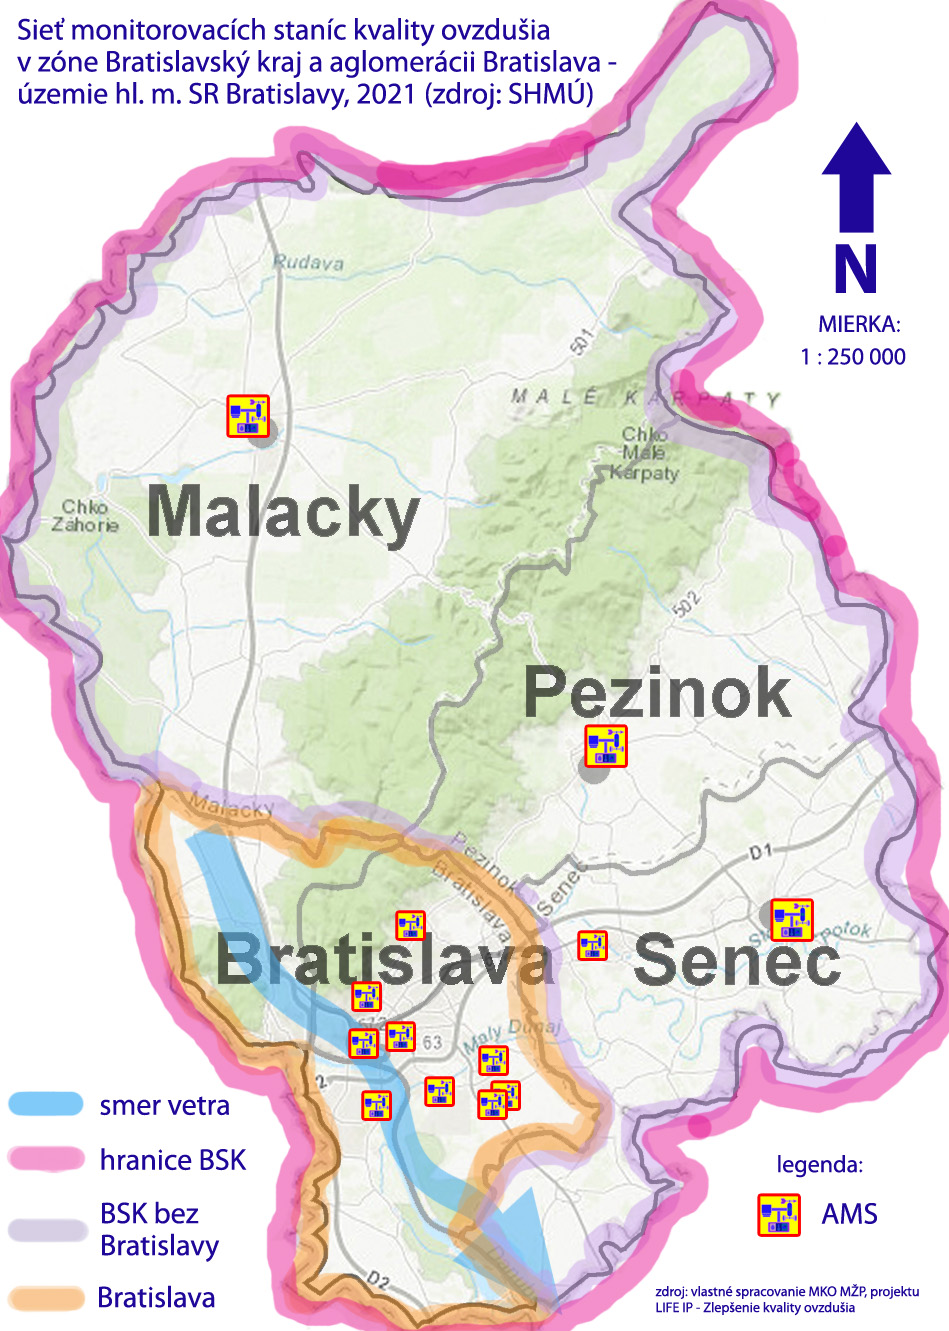 Sieť monitorovacích staníc kvality ovzdušia
v zóne Bratislavský kraj a aglomerácii Bratislava -
územie hl. m. SR Bratislavy, 2021 (zdroj: SHMÚ)
N
MIERKA:
1 : 250 000
Rudava
501
MALÉ KARPATY
Chko
Malé
Karpaty
Chko
Záhorie
Malacky
502
Pezinok
Malacky
Pezinok
Bratislava
Senec
D1
Bratislava
Senec
potok
Malý Dunaj
63
2
D2
smer vetra
hranice BSK
BSK bez
Bratislavy
Bratislava
legenda:
AMS
zdroj: vlastné spracovanie MKO MŽP, projektu
LIFE IP - Zlepšenie kvality ovzdušia